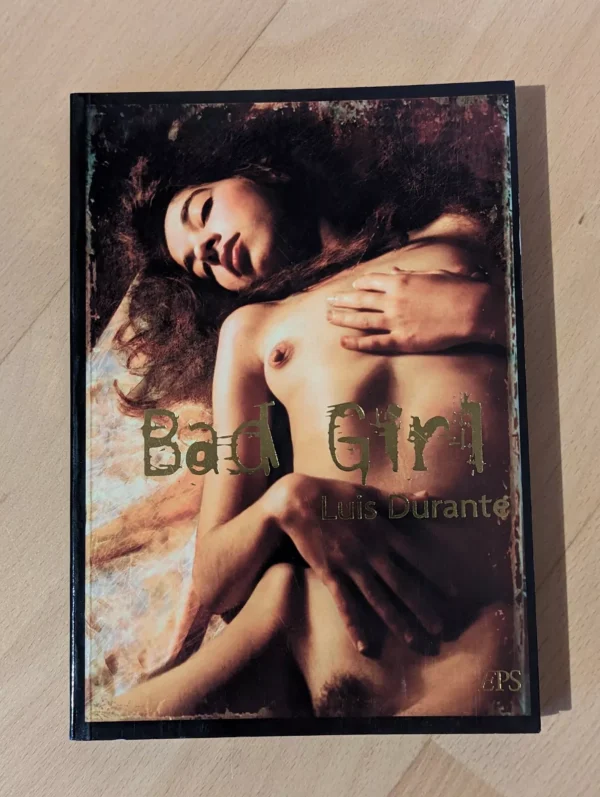 Bad Girl
Luis Durante
EPS